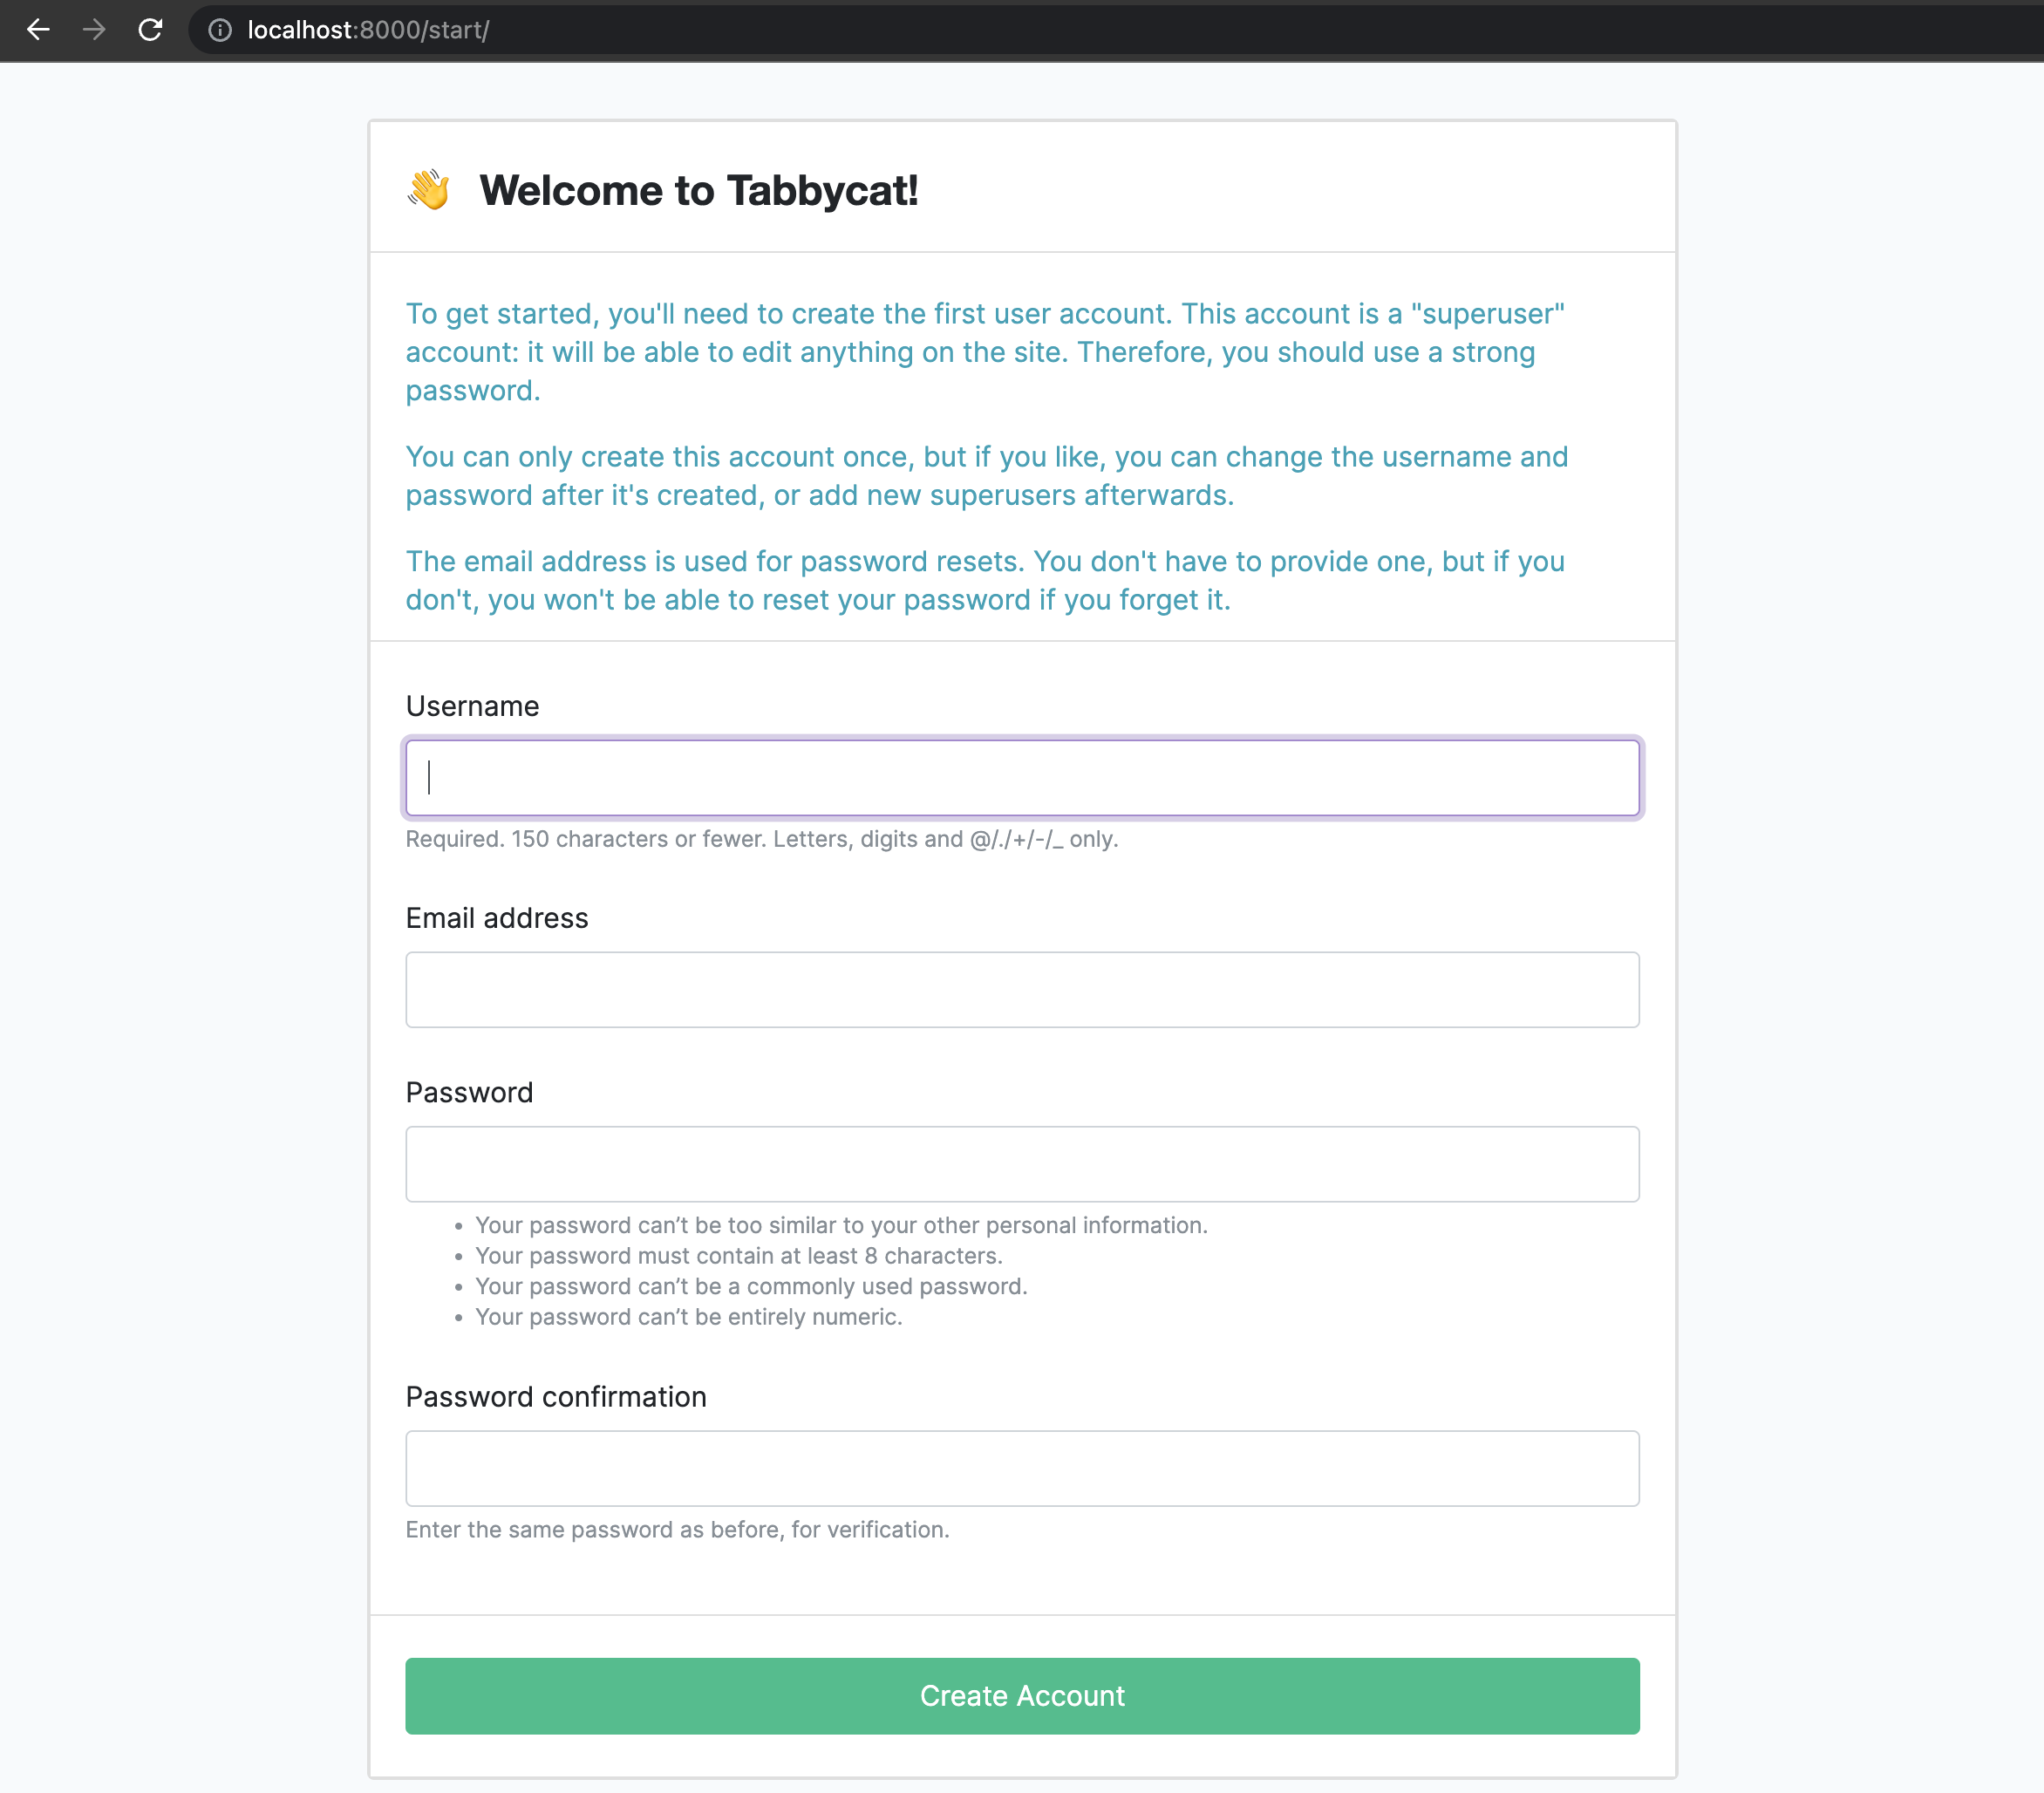 localhost:8000/start/
👋 Welcome to Tabbycat!
To get started, you'll need to create the first user account. This account is a "superuser"
account: it will be able to edit anything on the site. Therefore, you should use a strong
password.
You can only create this account once, but if you like, you can change the username and
password after it's created, or add new superusers afterwards.
The email address is used for password resets. You don't have to provide one, but if you
don't, you won't be able to reset your password if you forget it.
Username
Required. 150 characters or fewer. Letters, digits and @/./+/-/_ only.
Email address
Password
• Your password can’t be too similar to your other personal information.
• Your password must contain at least 8 characters.
• Your password can’t be a commonly used password.
• Your password can’t be entirely numeric.
Password confirmation
Enter the same password as before, for verification.
Create Account